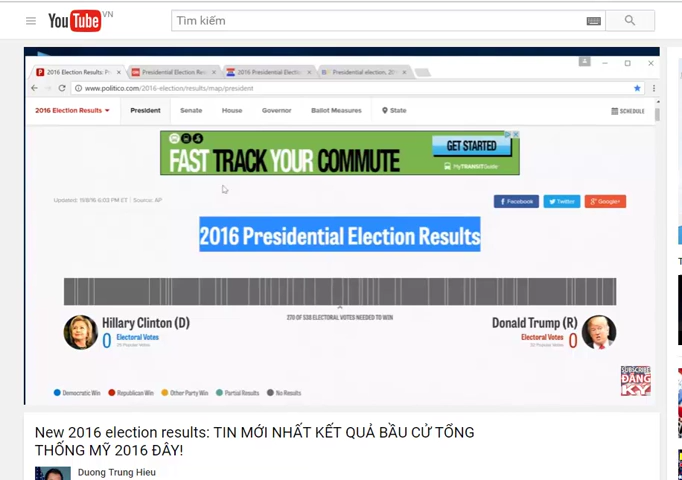 YouTube VN
Tìm kiếm
2016 Election Results: P
Presidential Election Res
2016 Presidential Election
Presidential election, 20
www.politico.com/2016-election/results/map/president
2016 Election Results President Senate House Governor Ballot Measures State SCHEDULE
FAST TRACK YOUR COMMUTE
GET STARTED
MyTRANSITGuide
Updated: 11/8/16 6:03 PM ET | Source: AP
Facebook Twitter Google+
2016 Presidential Election Results
270 OF 538 ELECTORAL VOTES NEEDED TO WIN
Hillary Clinton (D)
0 Electoral Votes
Donald Trump (R)
Electoral Votes 0
Democratic Win Republican Win Other Party Win Partial Results No Results
SUBSCRIBE
ĐĂNG
KÝ
New 2016 election results: TIN MỚI NHẤT KẾT QUẢ BẦU CỬ TỔNG
THỐNG MỸ 2016 ĐÂY!
Duong Trung Hieu